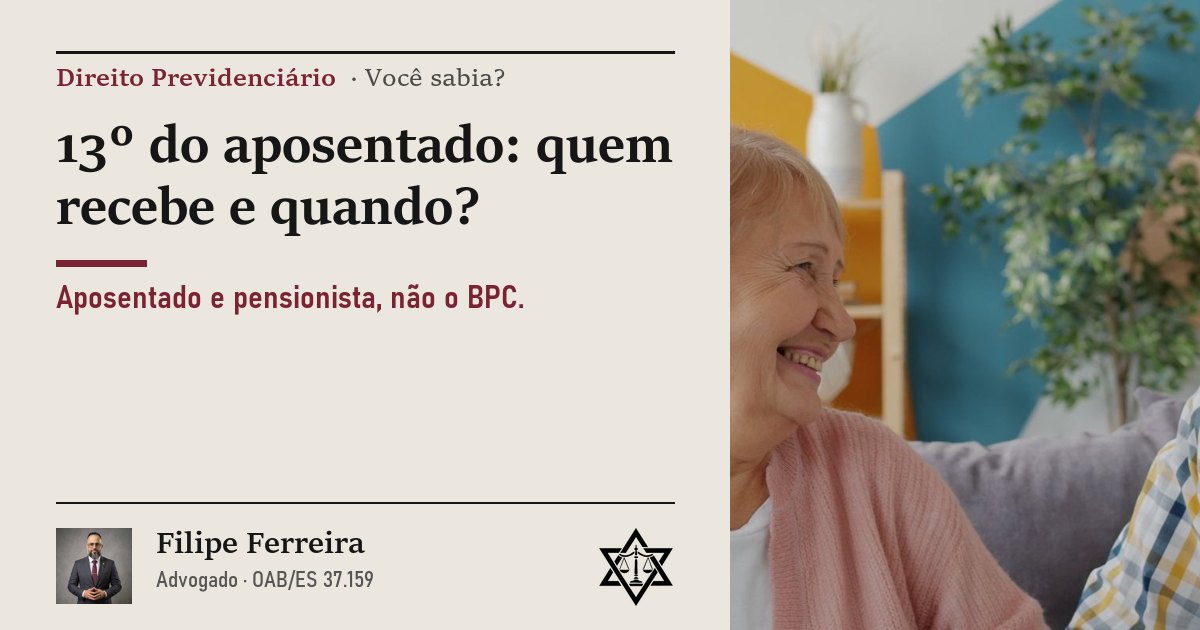 Direito Previdenciário · Você sabia?
13º do aposentado: quem
recebe e quando?
Aposentado e pensionista, não o BPC.
Filipe Ferreira
Advogado · OAB/ES 37.159